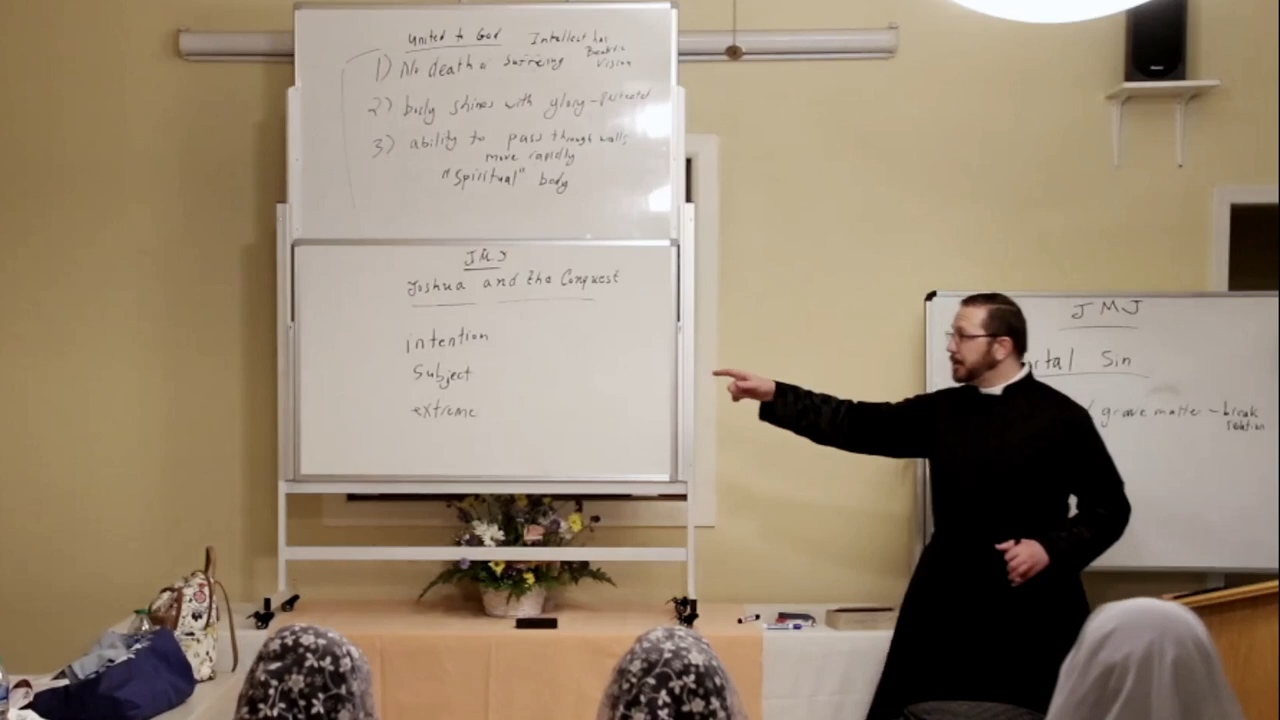 United to God Intellect has
Beatific
Vision
1) No death or suffering
2) body shines with glory - Perfected
3) ability to pass through walls
move rapidly
"Spiritual" body
JMJ
Joshua and the Conquest
intention
Subject
extreme
JMJ
rtal Sin
grave matter - break
relation